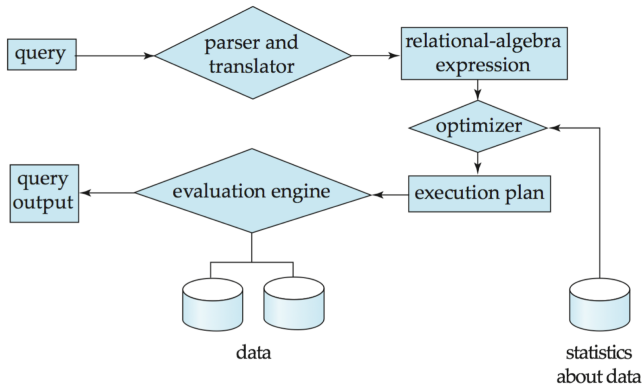 query
parser and
translator
relational-algebra
expression
optimizer
query
output
evaluation engine
execution plan
data
statistics
about data